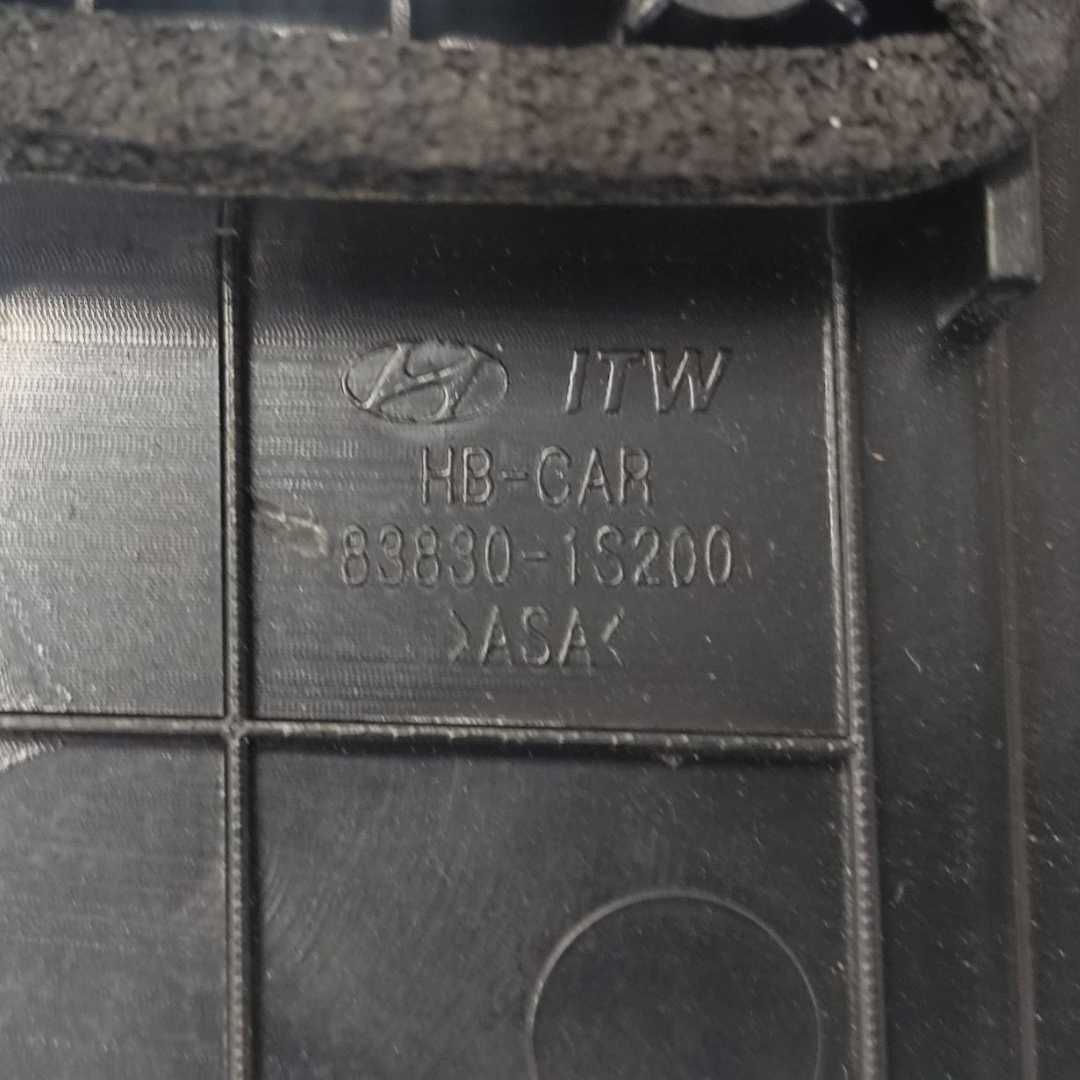 ITW
HB-CAR
83830-1S200
>ASA<